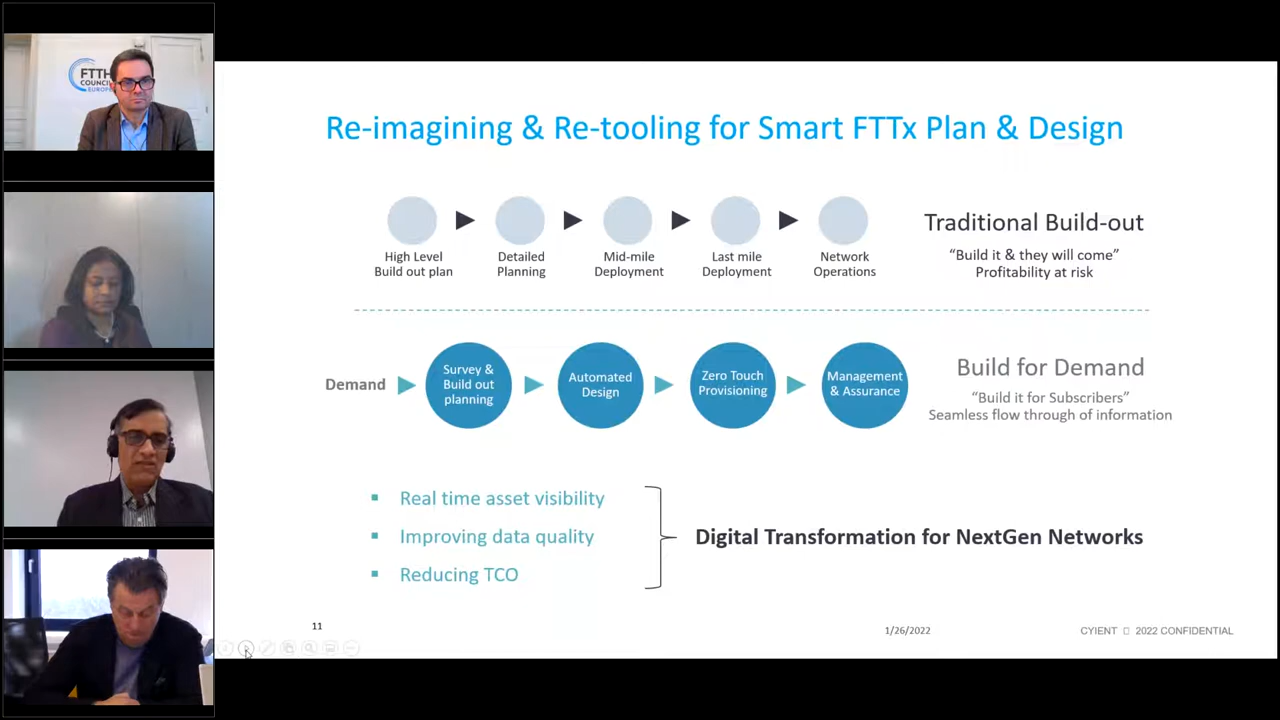 FTTH
COUNCIL
EUROPE
Re-imagining & Re-tooling for Smart FTTx Plan & Design
High Level
Build out plan
Detailed
Planning
Mid-mile
Deployment
Last mile
Deployment
Network
Operations
Traditional Build-out
“Build it & they will come”
Profitability at risk
Demand
Survey &
Build out
planning
Automated
Design
Zero Touch
Provisioning
Management
& Assurance
Build for Demand
“Build it for Subscribers”
Seamless flow through of information
▪ Real time asset visibility
▪ Improving data quality
▪ Reducing TCO
Digital Transformation for NextGen Networks
11
1/26/2022
CYIENT □ 2022 CONFIDENTIAL